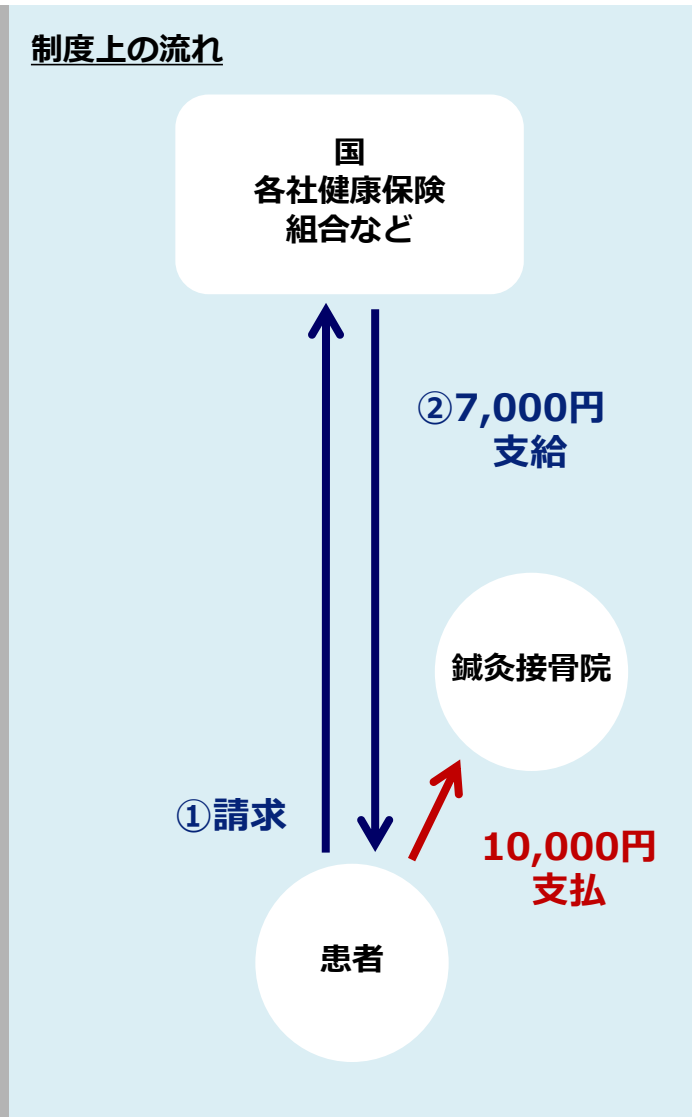 制度上の流れ
国
各社健康保険
組合など
②7,000円
支給
鍼灸接骨院
①請求
10,000円
支払
患者